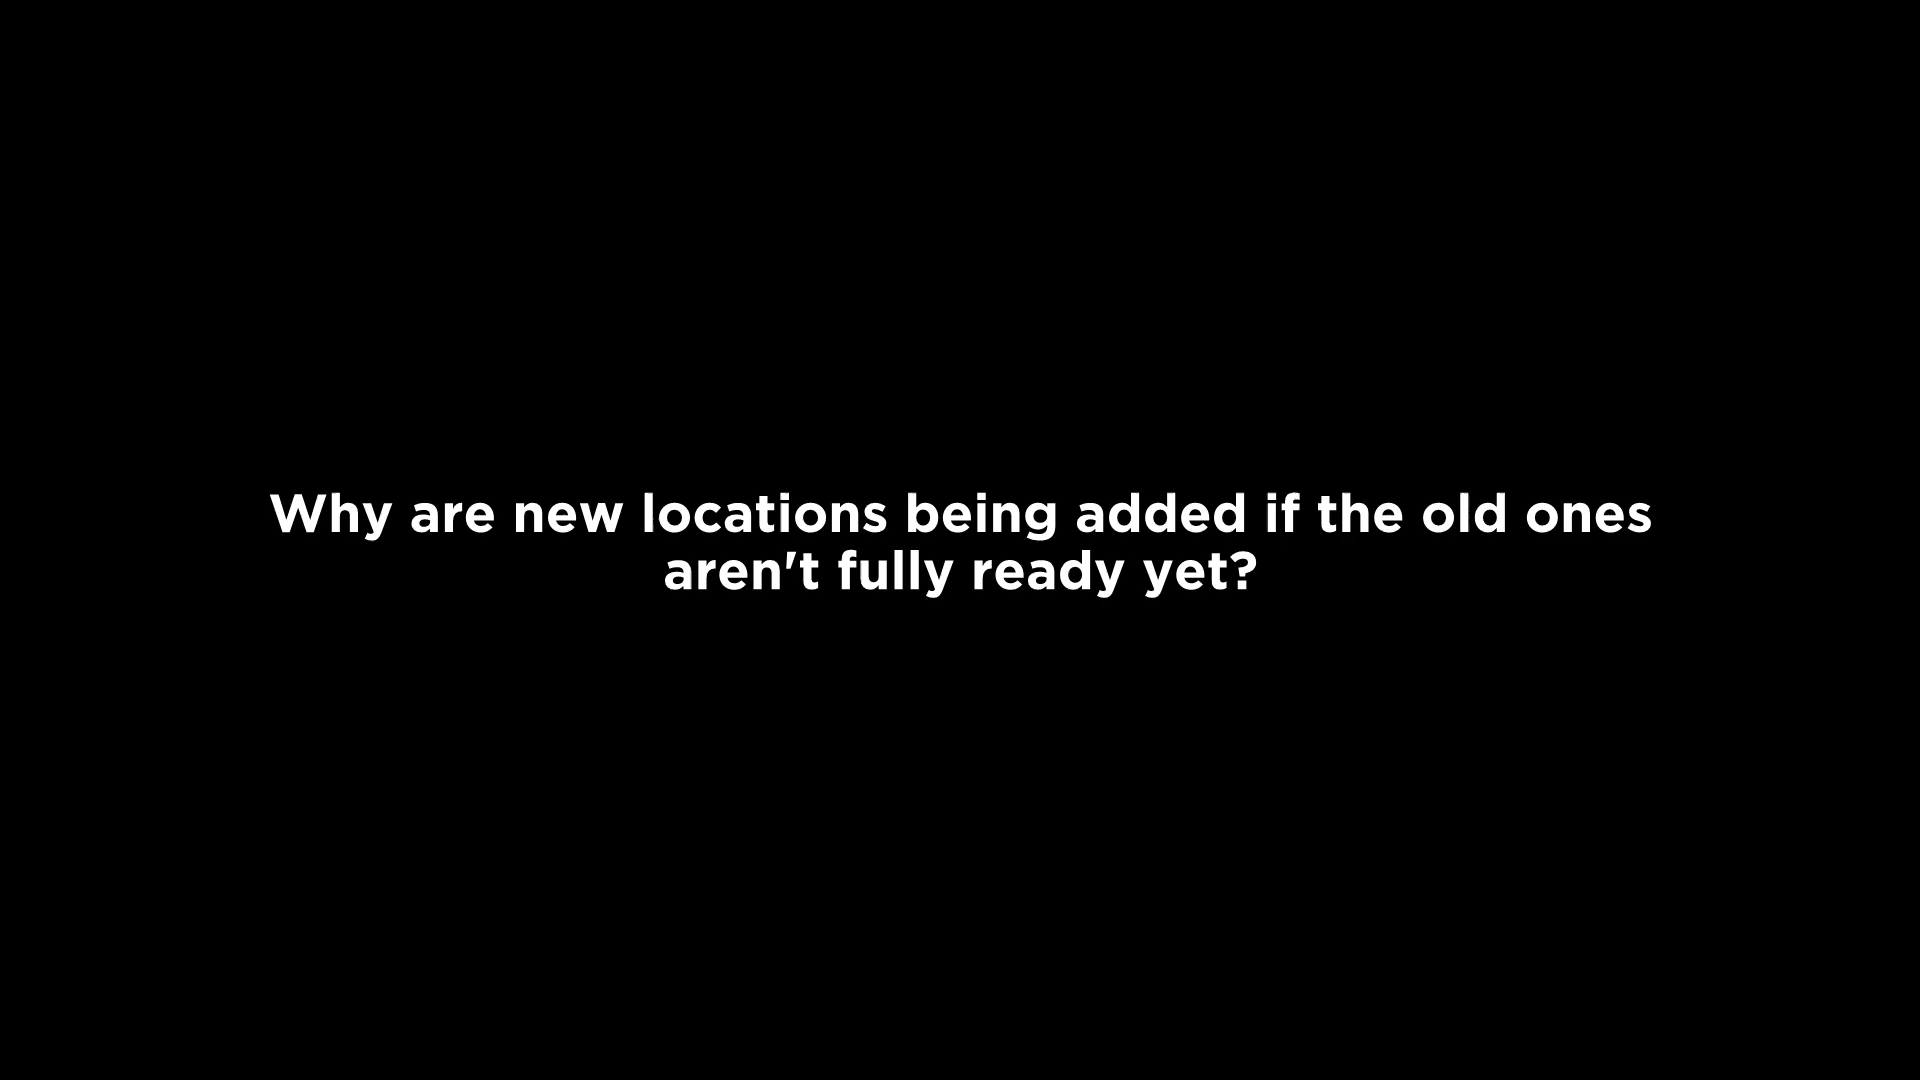 Why are new locations being added if the old ones
aren't fully ready yet?